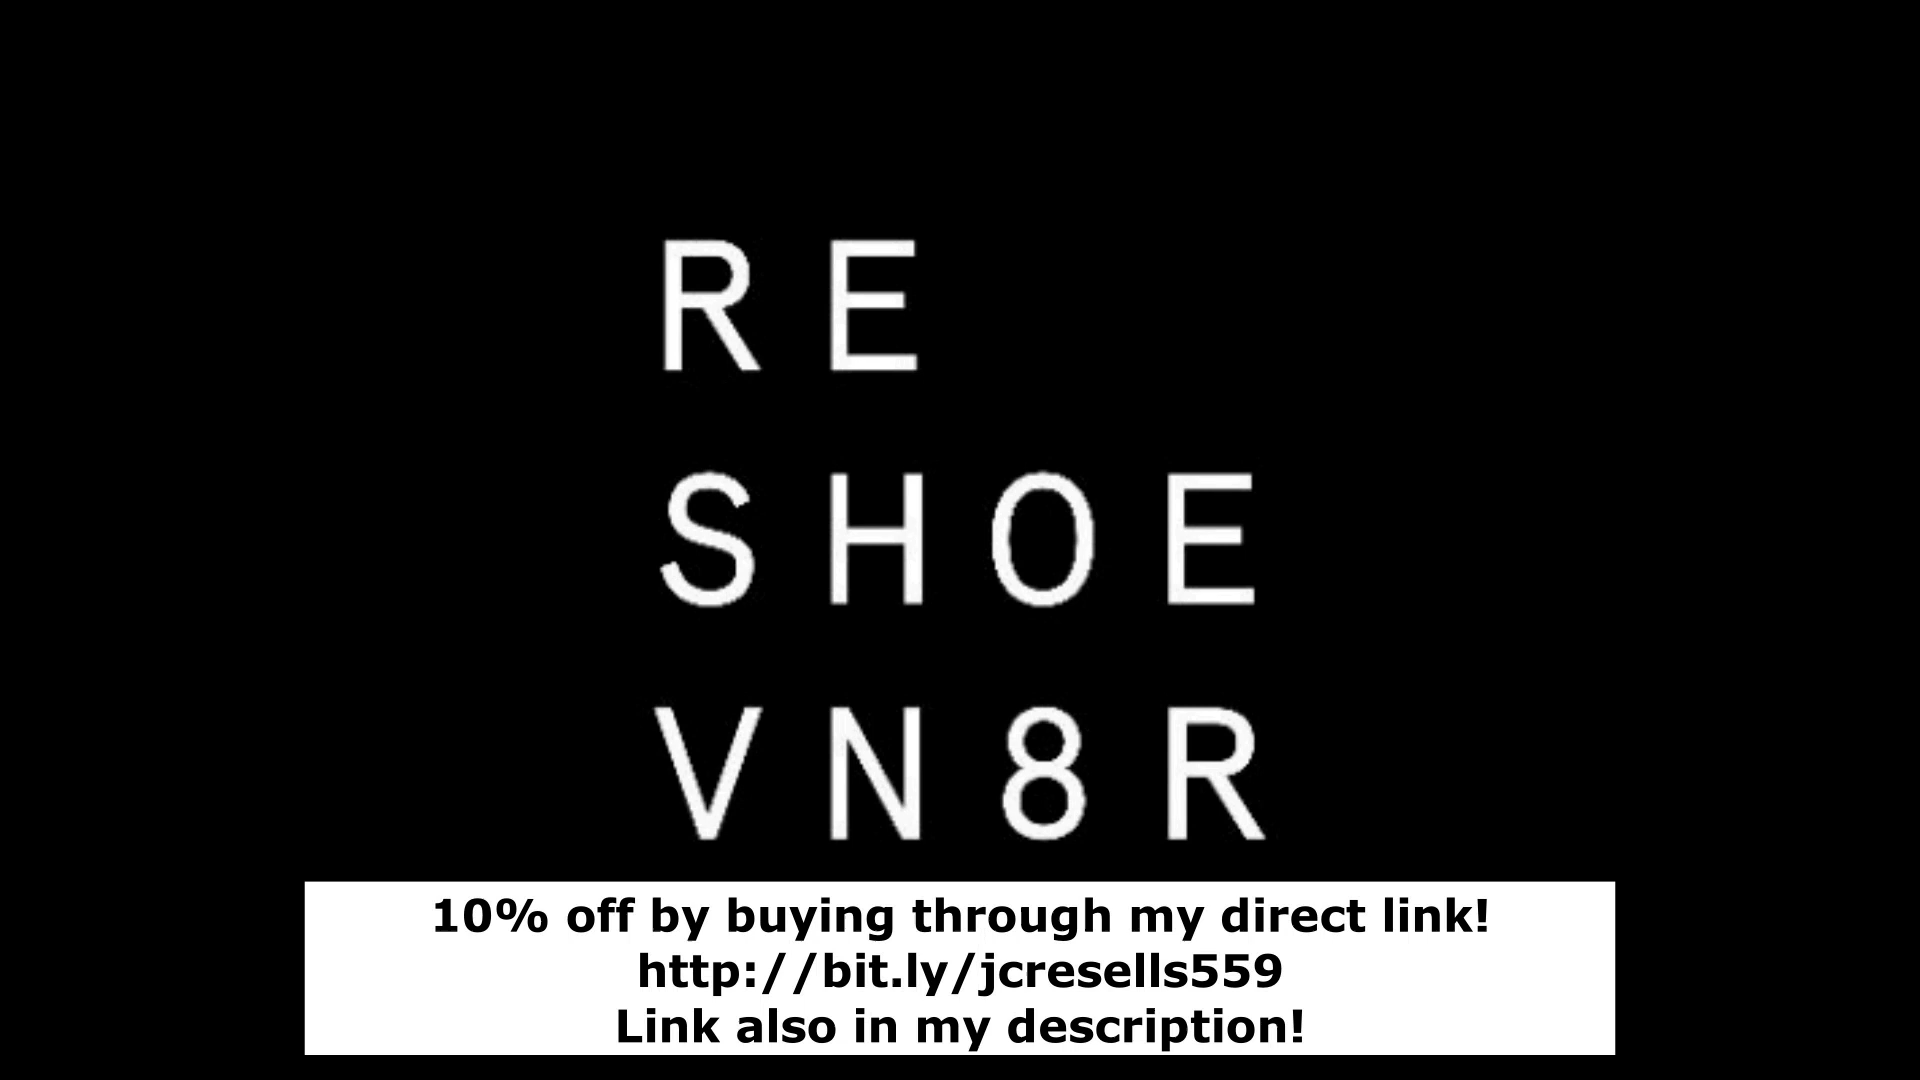 RE
SHOE
VN8R
10% off by buying through my direct link!
http://bit.ly/jcresells559
Link also in my description!